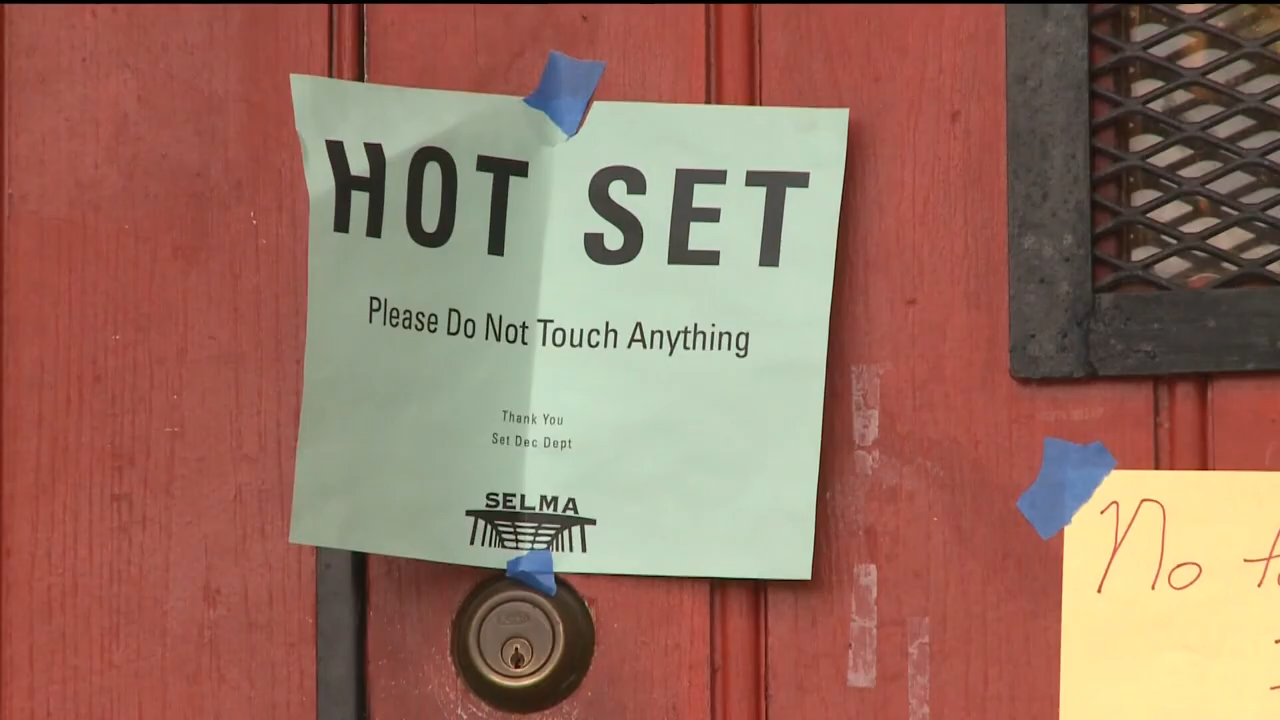 HOT SET
Please Do Not Touch Anything
Thank You
Set Dec Dept
SELMA
No